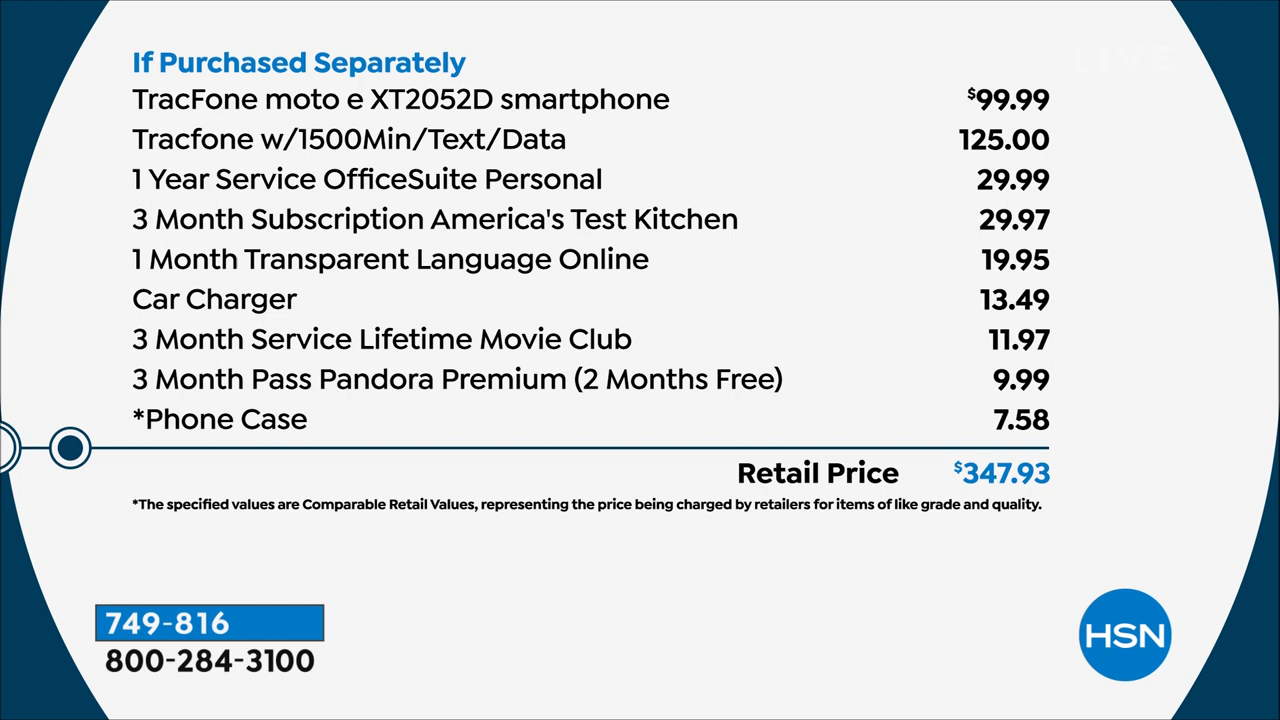 LIVE
If Purchased Separately
TracFone moto e XT2052D smartphone $99.99
Tracfone w/1500Min/Text/Data 125.00
1 Year Service OfficeSuite Personal 29.99
3 Month Subscription America's Test Kitchen 29.97
1 Month Transparent Language Online 19.95
Car Charger 13.49
3 Month Service Lifetime Movie Club 11.97
3 Month Pass Pandora Premium (2 Months Free) 9.99
*Phone Case 7.58
Retail Price $347.93
*The specified values are Comparable Retail Values, representing the price being charged by retailers for items of like grade and quality.
749-816
800-284-3100
HSN